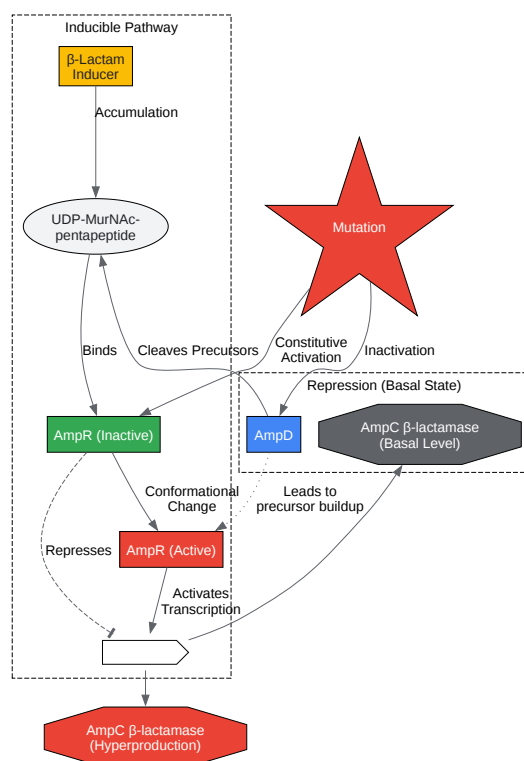 Inducible Pathway
β-Lactam
Inducer
Accumulation
UDP-MurNAc-
pentapeptide
Mutation
Binds
Cleaves Precursors
Constitutive
Activation
Inactivation
Repression (Basal State)
AmpR (Inactive)
AmpD
AmpC β-lactamase
(Basal Level)
Conformational
Change
Leads to
precursor buildup
Represses
AmpR (Active)
Activates
Transcription
AmpC β-lactamase
(Hyperproduction)